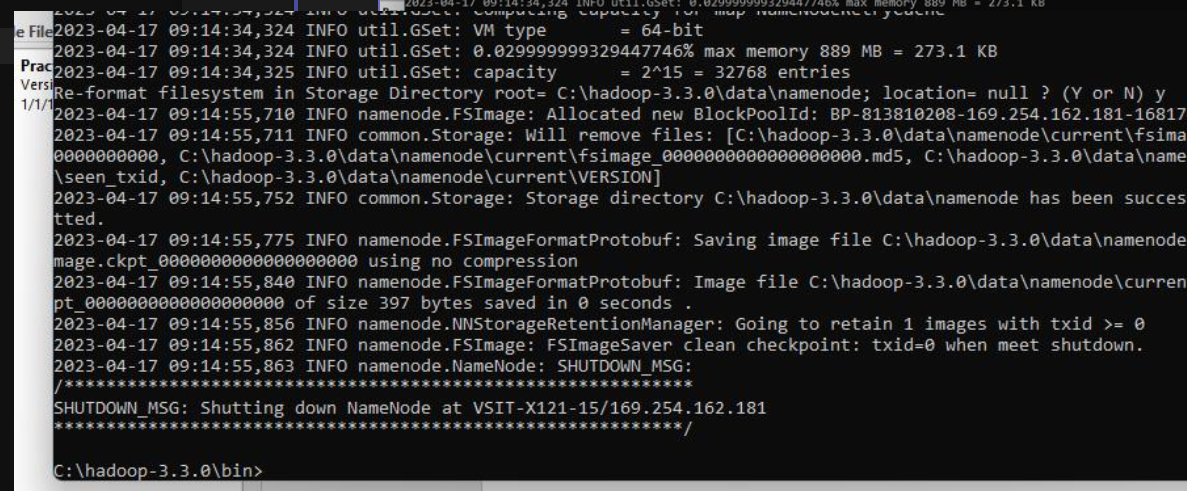 2023-04-17 09:14:34,324 INFO util.GSet: 0.029999999329447746% max memory 889 MB = 273.1 KB
2023-04-17 09:14:34,324 INFO util.GSet: Computing capacity for map NameNodeRetryCache
e File
2023-04-17 09:14:34,324 INFO util.GSet: VM type       = 64-bit
2023-04-17 09:14:34,324 INFO util.GSet: 0.029999999329447746% max memory 889 MB = 273.1 KB
Prac
2023-04-17 09:14:34,325 INFO util.GSet: capacity      = 2^15 = 32768 entries
Versi
Re-format filesystem in Storage Directory root= C:\hadoop-3.3.0\data\namenode; location= null ? (Y or N) y
1/1/1
2023-04-17 09:14:55,710 INFO namenode.FSImage: Allocated new BlockPoolId: BP-813810208-169.254.162.181-16817
2023-04-17 09:14:55,711 INFO common.Storage: Will remove files: [C:\hadoop-3.3.0\data\namenode\current\fsima
0000000000, C:\hadoop-3.3.0\data\namenode\current\fsimage_0000000000000000000.md5, C:\hadoop-3.3.0\data\name
\seen_txid, C:\hadoop-3.3.0\data\namenode\current\VERSION]
2023-04-17 09:14:55,752 INFO common.Storage: Storage directory C:\hadoop-3.3.0\data\namenode has been succes
tted.
2023-04-17 09:14:55,775 INFO namenode.FSImageFormatProtobuf: Saving image file C:\hadoop-3.3.0\data\namenode
mage.ckpt_0000000000000000000 using no compression
2023-04-17 09:14:55,840 INFO namenode.FSImageFormatProtobuf: Image file C:\hadoop-3.3.0\data\namenode\curren
pt_0000000000000000000 of size 397 bytes saved in 0 seconds .
2023-04-17 09:14:55,856 INFO namenode.NNStorageRetentionManager: Going to retain 1 images with txid >= 0
2023-04-17 09:14:55,862 INFO namenode.FSImage: FSImageSaver clean checkpoint: txid=0 when meet shutdown.
2023-04-17 09:14:55,863 INFO namenode.NameNode: SHUTDOWN_MSG:
/************************************************************
SHUTDOWN_MSG: Shutting down NameNode at VSIT-X121-15/169.254.162.181
************************************************************/
C:\hadoop-3.3.0\bin>